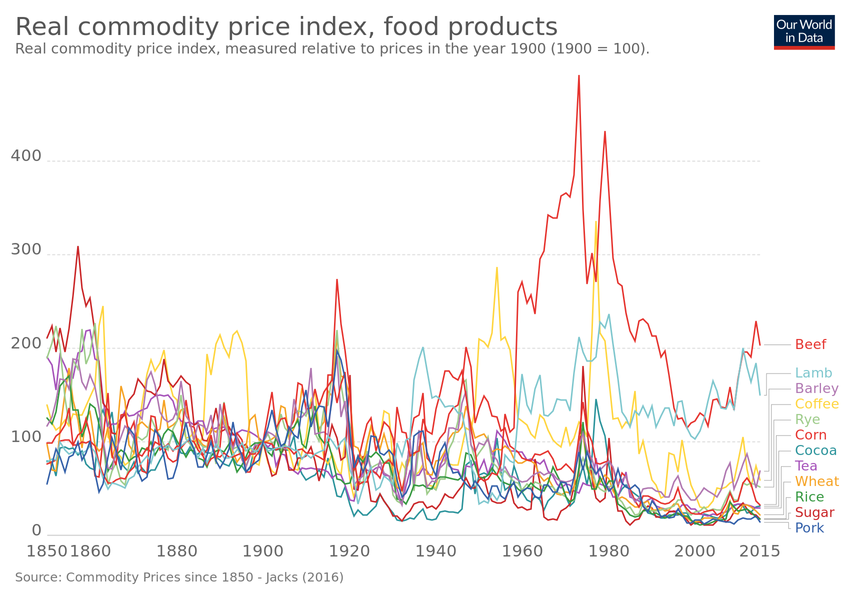 Real commodity price index, food products
Real commodity price index, measured relative to prices in the year 1900 (1900 = 100).
Our World
in Data
400
300
200
100
0
1850 1860 1880 1900 1920 1940 1960 1980 2000 2015
Beef
Lamb
Barley
Coffee
Rye
Corn
Cocoa
Tea
Wheat
Rice
Sugar
Pork
Source: Commodity Prices since 1850 - Jacks (2016)